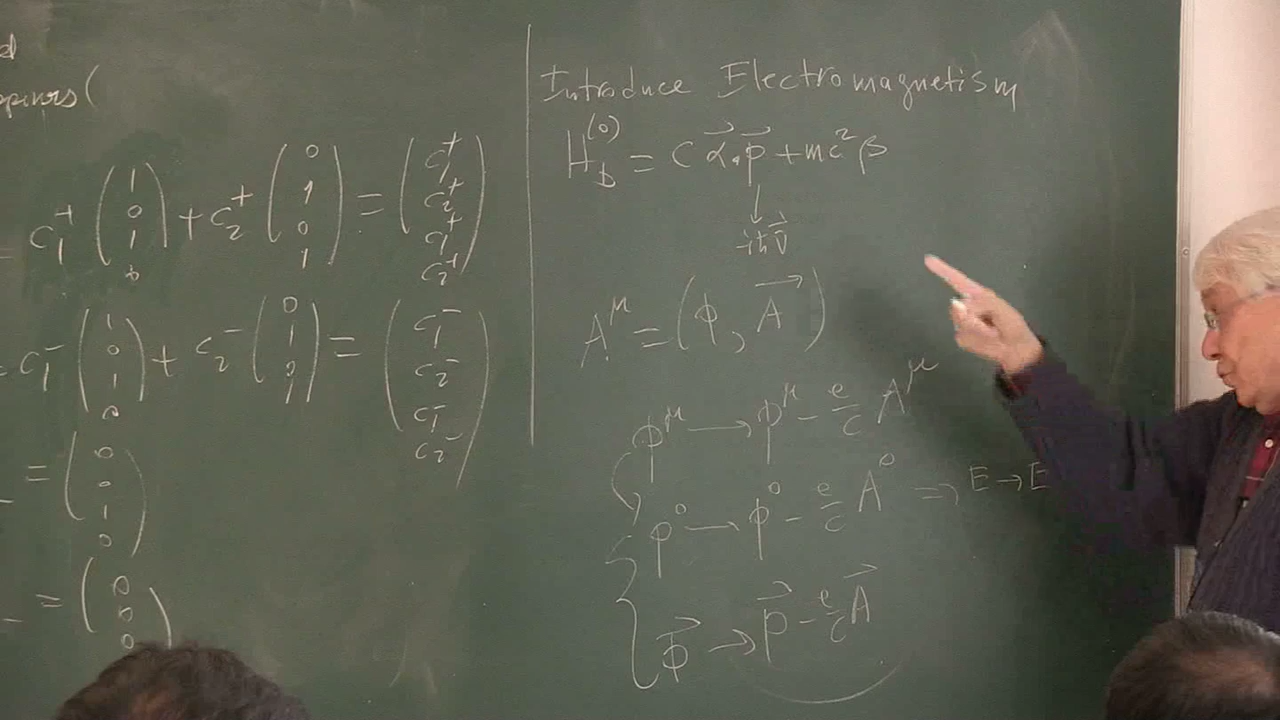 d
spinors(
= c₁⁺ (1 0 1 0) + c₂⁺ (0 1 0 1) = (c₁⁺ c₂⁺ c₁⁺ c₂⁺)
= c₁⁻ (1 0 1 0) + c₂⁻ (0 1 0 1) = (c₁⁻ c₂⁻ c₁⁻ c₂⁻)
= (0 0 1 0)
= (0 0 0
Introduce Electromagnetism
H_D^(0) = c α⃗·p⃗ + mc²β
↓
-iħ∇⃗
A^μ = (φ, A⃗)
p^μ → p^μ - e/c A^μ
p⁰ → p⁰ - e/c A⁰ ⇒ E → E
p⃗ → p⃗ - e/c A⃗